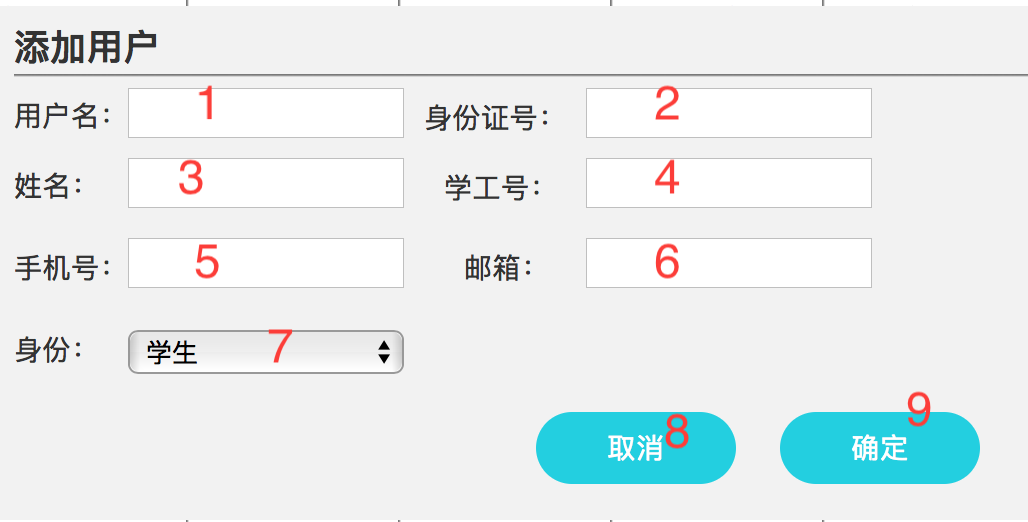 添加用户
用户名： 1 身份证号： 2
姓名： 3 学工号： 4
手机号： 5 邮箱： 6
身份： 学生 7
取消 8 确定 9